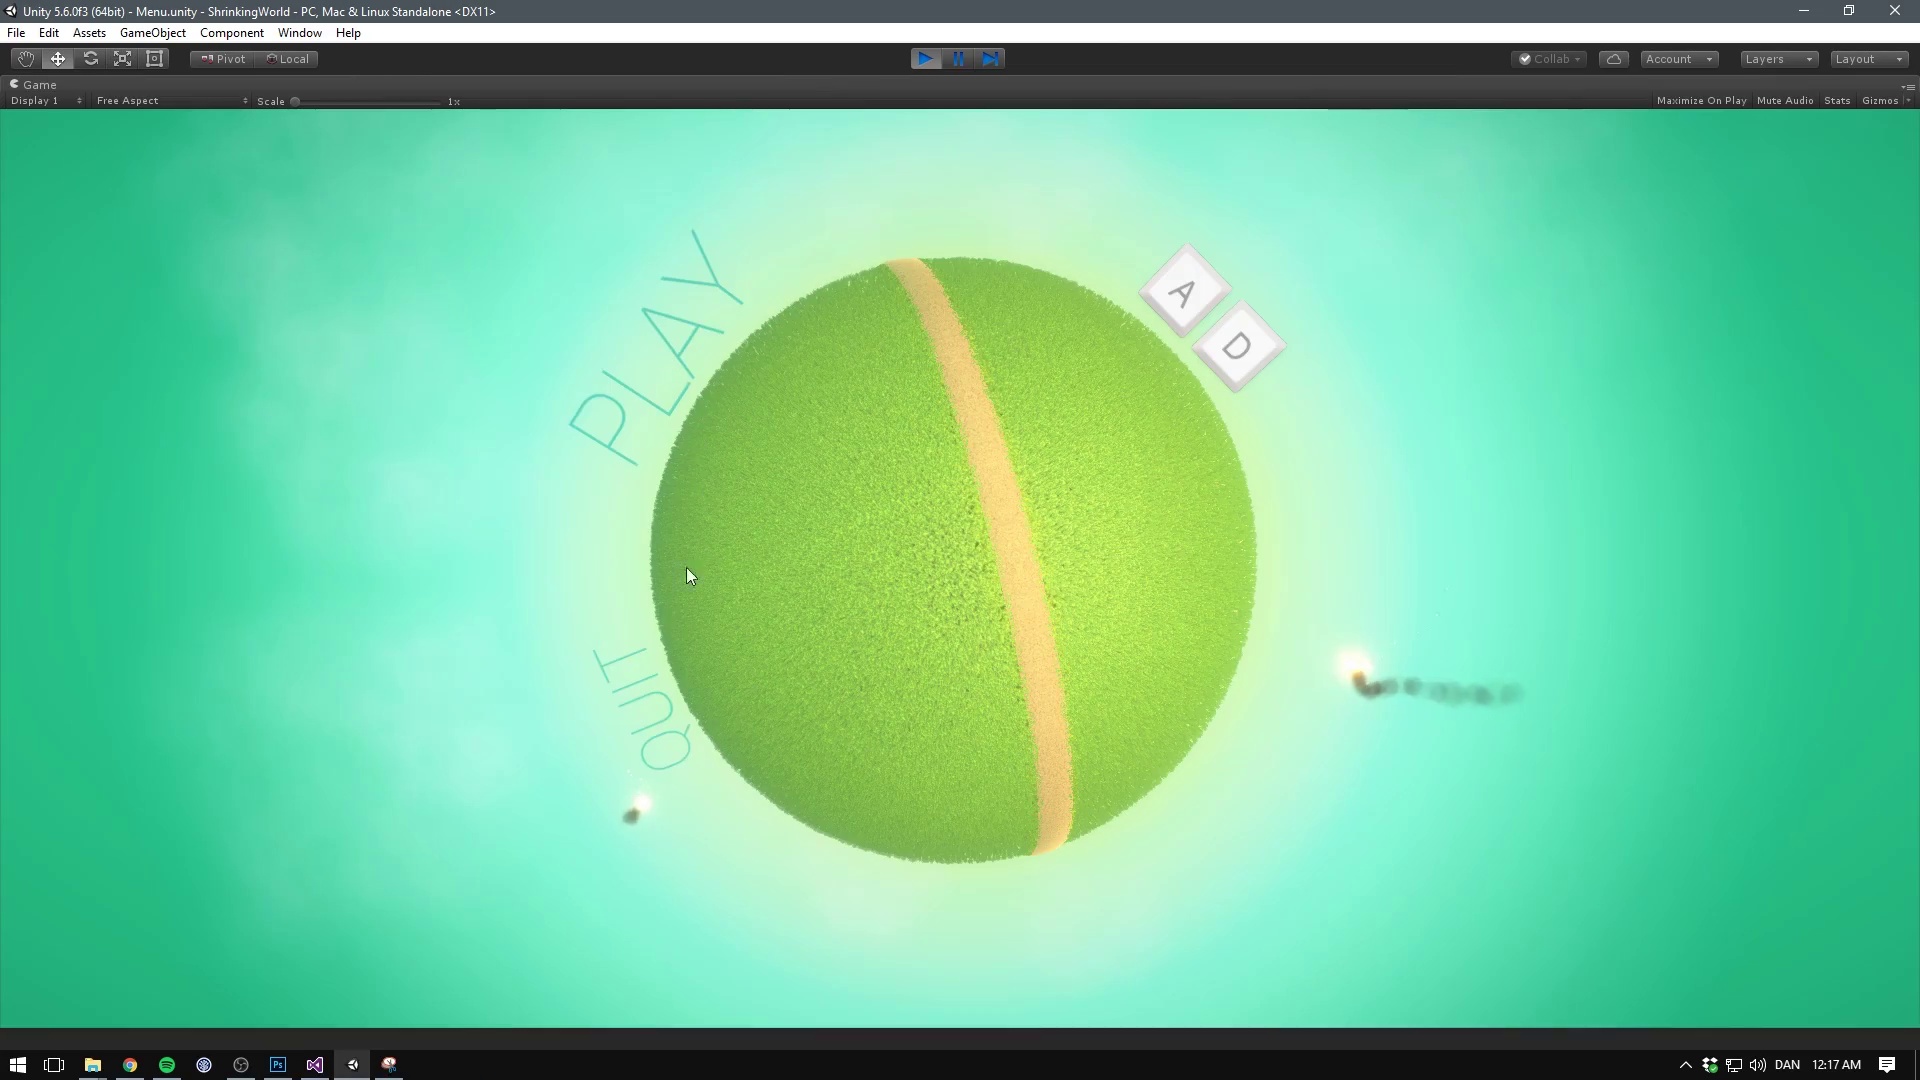 Unity 5.6.0f3 (64bit) - Menu.unity - ShrinkingWorld - PC, Mac & Linux Standalone <DX11>
File Edit Assets GameObject Component Window Help
Pivot Local Collab Account Layers Layout
Game
Display 1 Free Aspect Scale 1x Maximize On Play Mute Audio Stats Gizmos
PLAY
A
D
QUIT
Ps DAN 12:17 AM